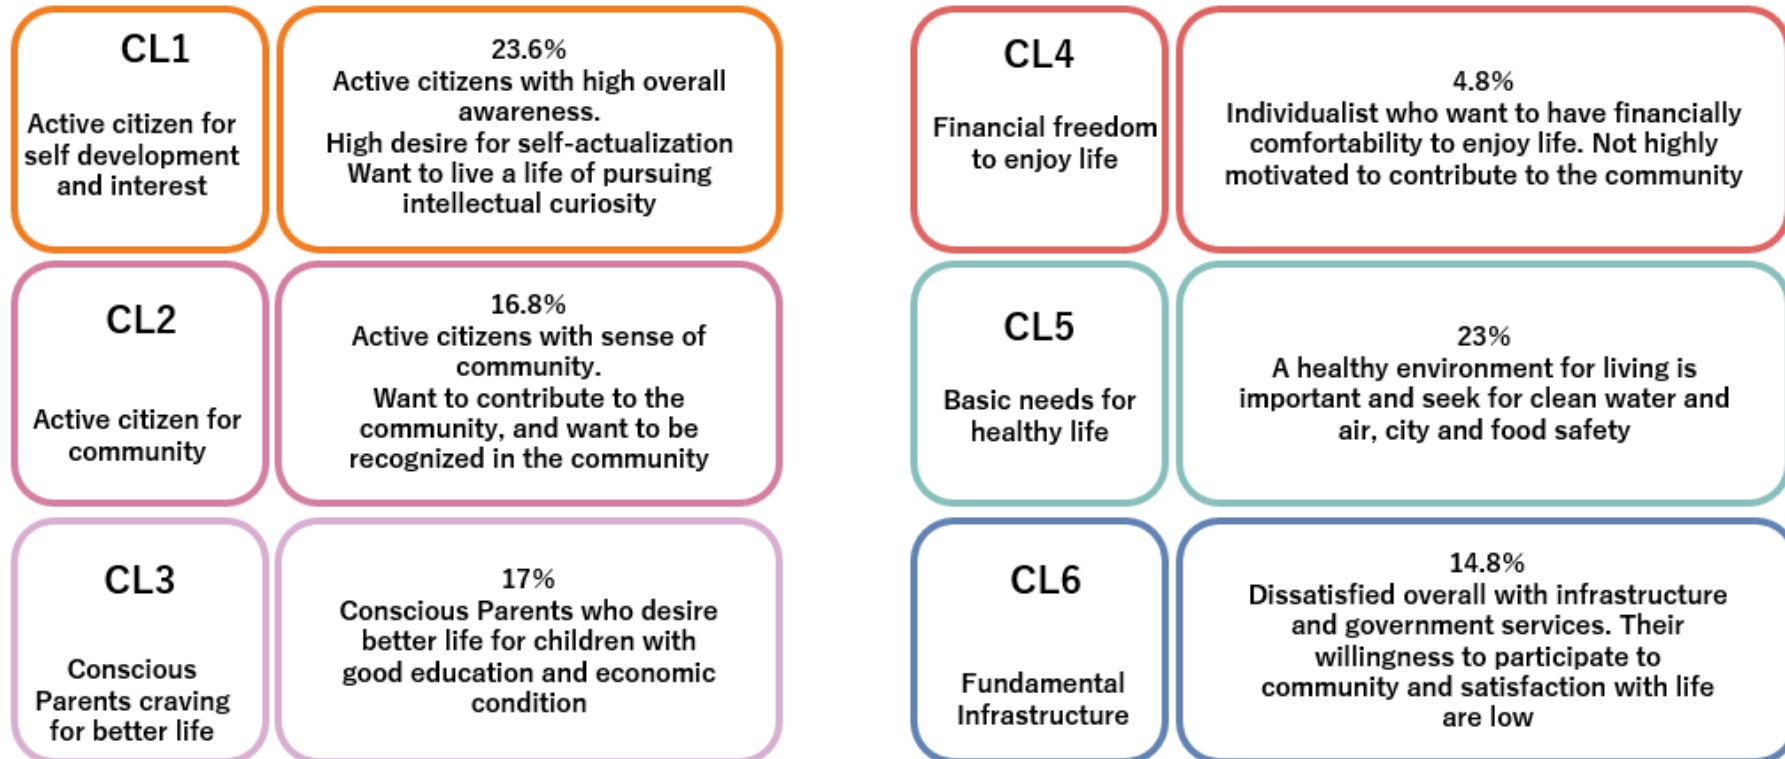 CL1
Active citizen for
self development
and interest
23.6%
Active citizens with high overall
awareness.
High desire for self-actualization
Want to live a life of pursuing
intellectual curiosity
CL2
Active citizen for
community
16.8%
Active citizens with sense of
community.
Want to contribute to the
community, and want to be
recognized in the community
CL3
Conscious
Parents craving
for better life
17%
Conscious Parents who desire
better life for children with
good education and economic
condition
CL4
Financial freedom
to enjoy life
4.8%
Individualist who want to have financially
comfortability to enjoy life. Not highly
motivated to contribute to the community
CL5
Basic needs for
healthy life
23%
A healthy environment for living is
important and seek for clean water and
air, city and food safety
CL6
Fundamental
Infrastructure
14.8%
Dissatisfied overall with infrastructure
and government services. Their
willingness to participate to
community and satisfaction with life
are low